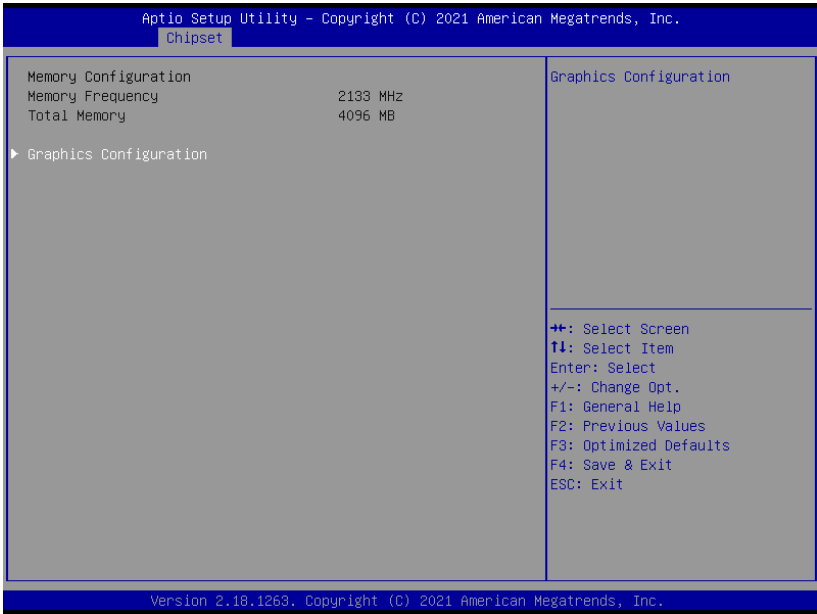 Aptio Setup Utility – Copyright (C) 2021 American Megatrends, Inc.
Chipset
Memory Configuration
Memory Frequency 2133 MHz
Total Memory 4096 MB
▶ Graphics Configuration
Graphics Configuration
→←: Select Screen
↑↓: Select Item
Enter: Select
+/-: Change Opt.
F1: General Help
F2: Previous Values
F3: Optimized Defaults
F4: Save & Exit
ESC: Exit
Version 2.18.1263. Copyright (C) 2021 American Megatrends, Inc.